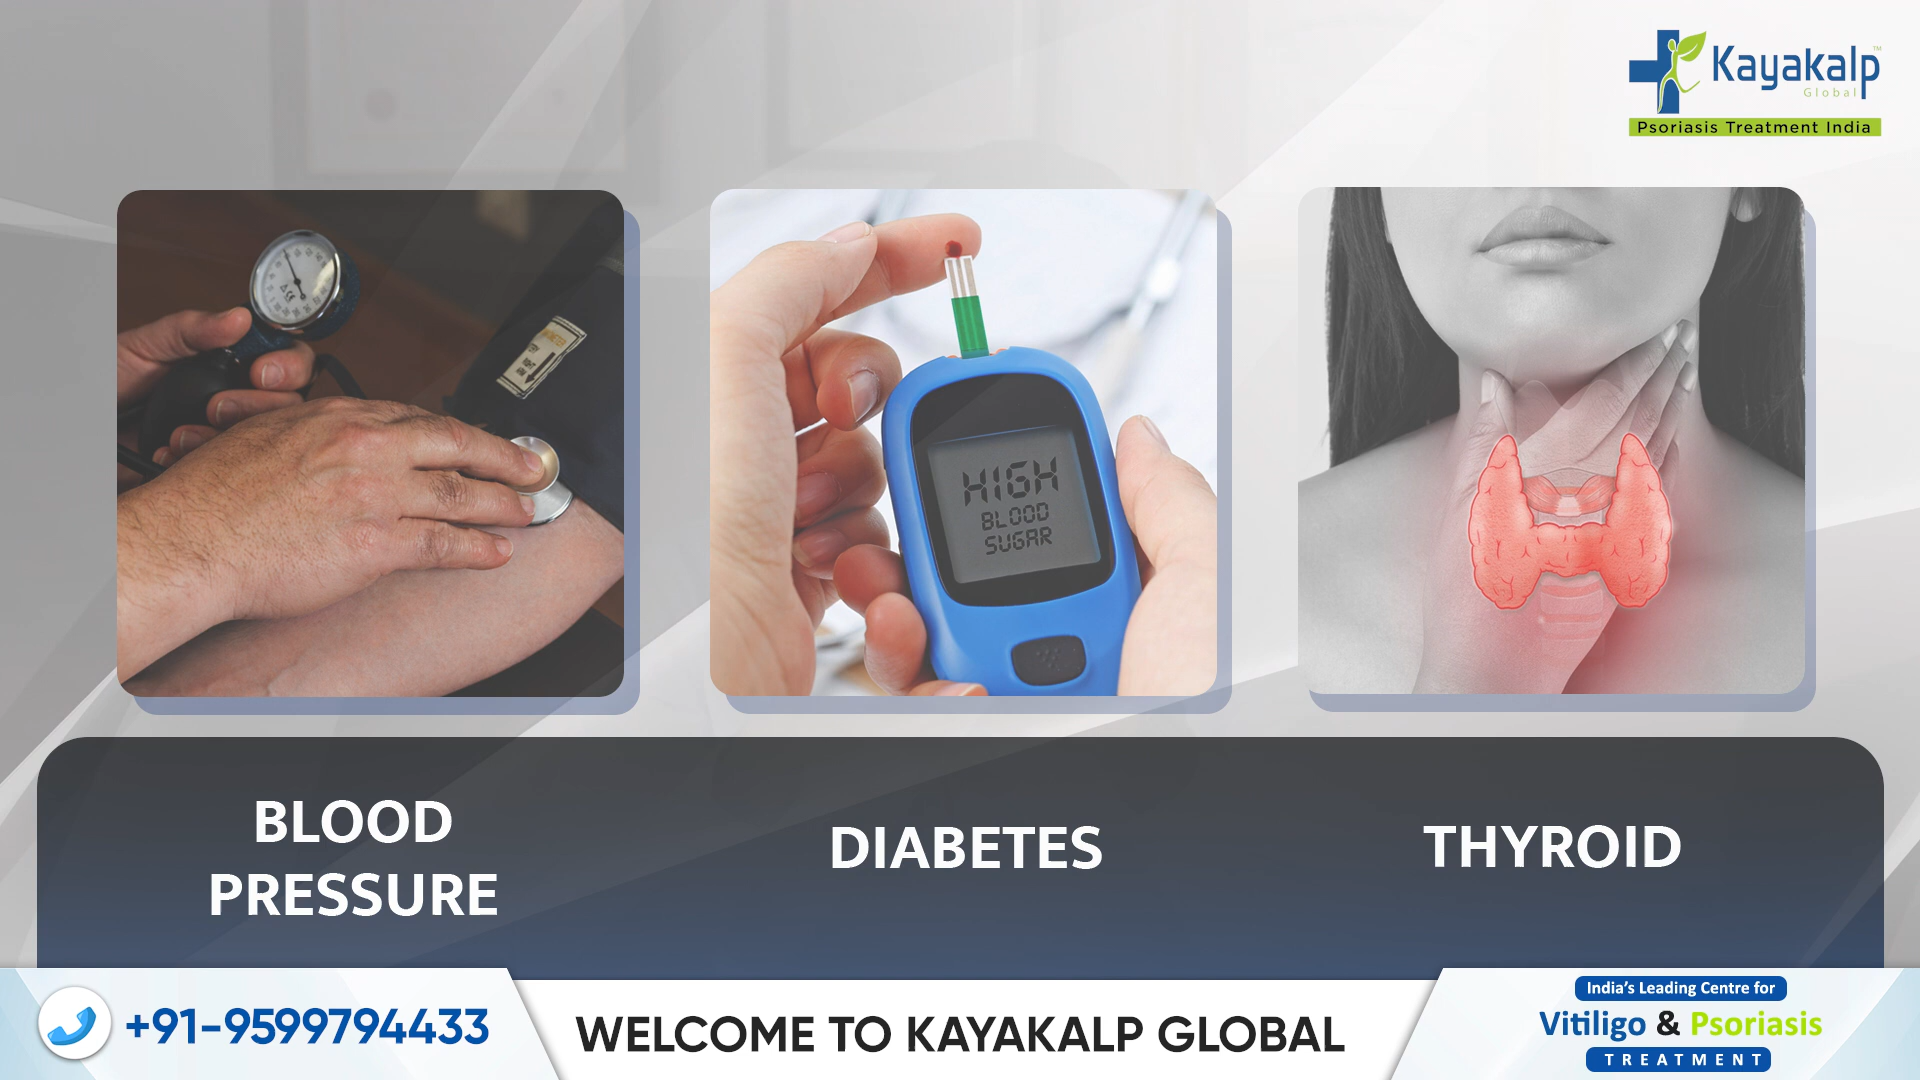 Kayakalp
™
Global
Psoriasis Treatment India
HIGH
BLOOD
SUGAR
BLOOD
PRESSURE
DIABETES
THYROID
+91-9599794433
WELCOME TO KAYAKALP GLOBAL
India's Leading Centre for
Vitiligo & Psoriasis
TREATMENT